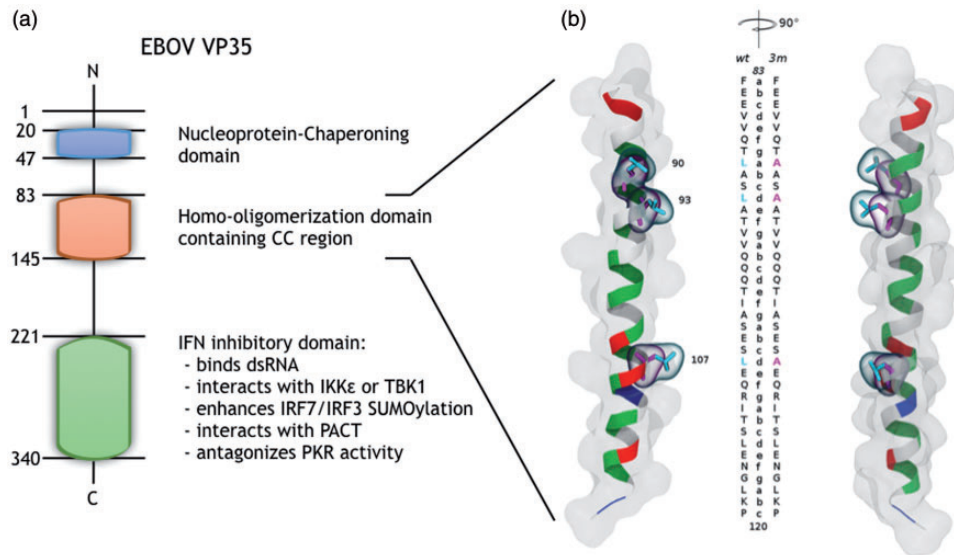 (a)
EBOV VP35
N
1
20
47
Nucleoprotein-Chaperoning
domain
83
145
Homo-oligomerization domain
containing CC region
221
340
IFN inhibitory domain:
- binds dsRNA
- interacts with IKKε or TBK1
- enhances IRF7/IRF3 SUMOylation
- interacts with PACT
- antagonizes PKR activity
C
(b)
90°
wt 3m
83
F a F
E b E
E c E
V d V
V e V
Q f Q
T g T
L a A
A b A
S c S
L d A
A e A
T f T
V g V
V a V
Q b Q
Q c Q
Q d Q
T e T
I f I
A g A
S a S
E b E
S c S
L d A
E e E
Q f Q
R g R
I a I
T b T
S c S
L d L
E e E
N f N
G g G
L a L
K b K
P c P
120
90
93
107